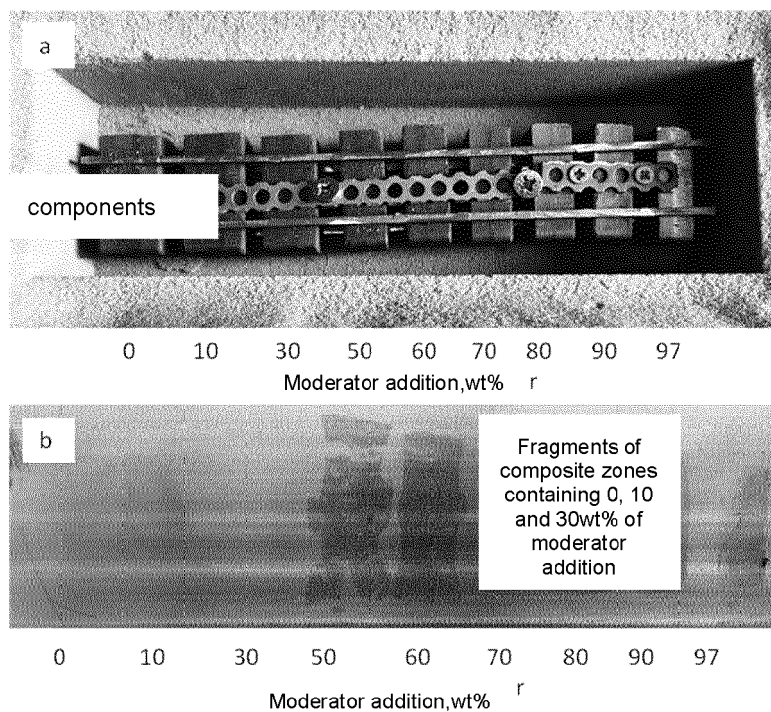 a
components
0 10 30 50 60 70 80 90 97
Moderator addition,wt% r
b
Fragments of
composite zones
containing 0, 10
and 30wt% of
moderator
addition
0 10 30 50 60 70 80 90 97
Moderator addition,wt% r